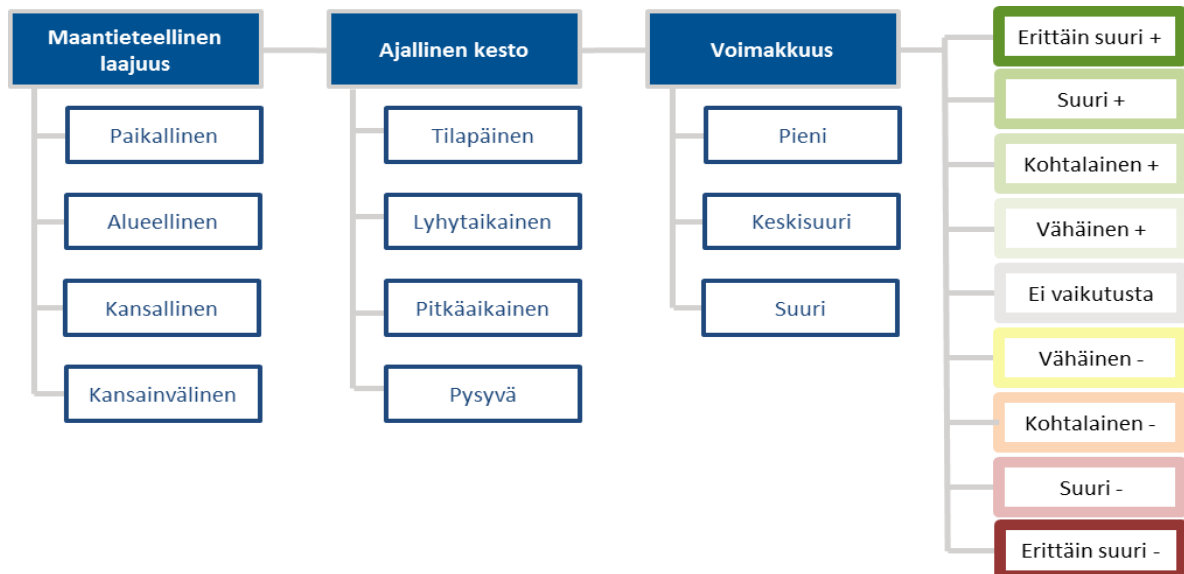 Maantieteellinen
laajuus
Paikallinen
Alueellinen
Kansallinen
Kansainvälinen
Ajallinen kesto
Tilapäinen
Lyhytaikainen
Pitkäaikainen
Pysyvä
Voimakkuus
Pieni
Keskisuuri
Suuri
Erittäin suuri +
Suuri +
Kohtalainen +
Vähäinen +
Ei vaikutusta
Vähäinen -
Kohtalainen -
Suuri -
Erittäin suuri -